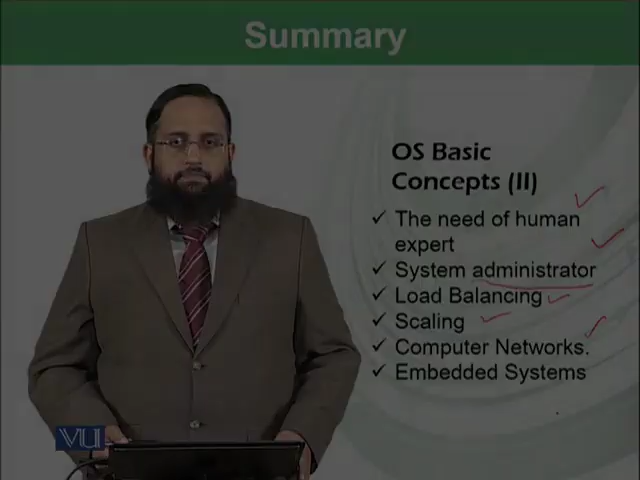 Summary
OS Basic
Concepts (II)
✓ The need of human
expert
✓ System administrator
✓ Load Balancing
✓ Scaling
✓ Computer Networks.
✓ Embedded Systems
VU